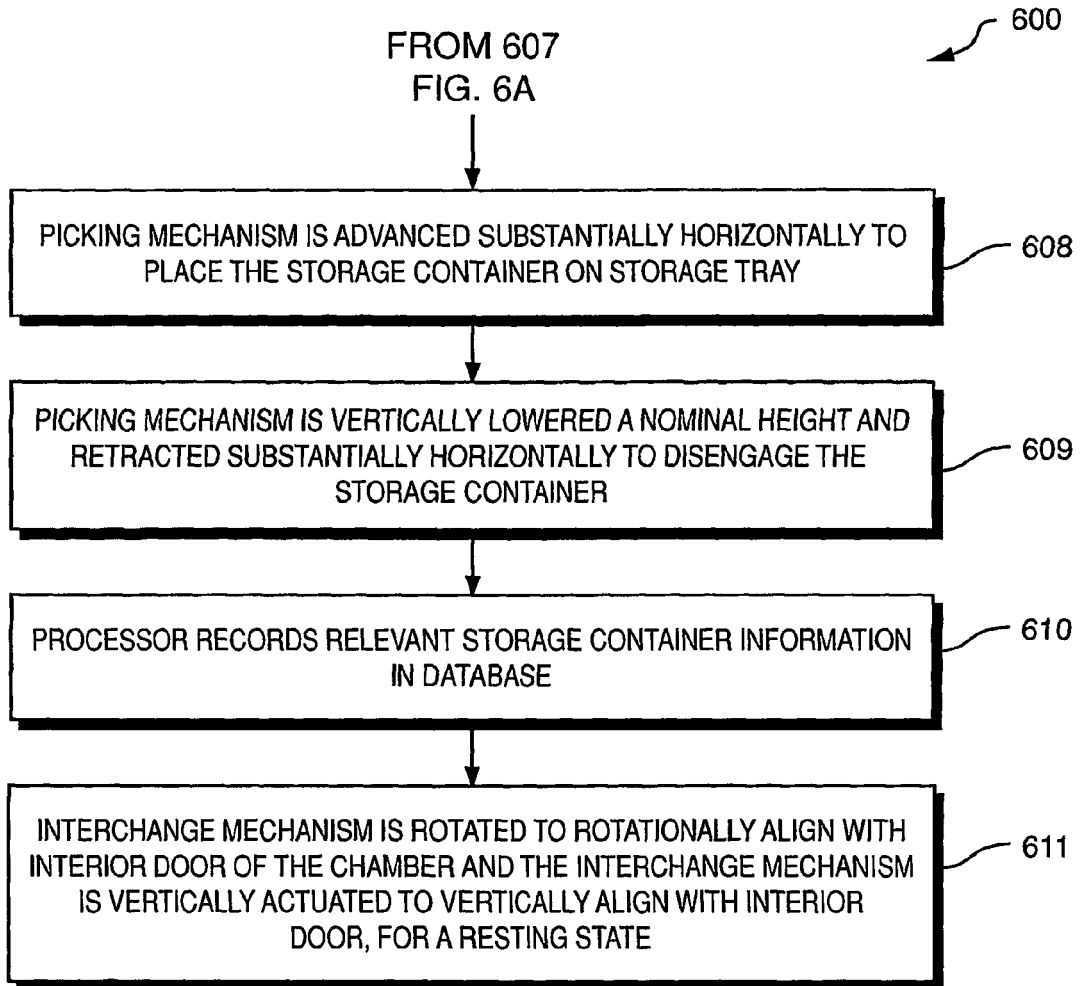 600
FROM 607
FIG. 6A
PICKING MECHANISM IS ADVANCED SUBSTANTIALLY HORIZONTALLY TO
PLACE THE STORAGE CONTAINER ON STORAGE TRAY
608
PICKING MECHANISM IS VERTICALLY LOWERED A NOMINAL HEIGHT AND
RETRACTED SUBSTANTIALLY HORIZONTALLY TO DISENGAGE THE
STORAGE CONTAINER
609
PROCESSOR RECORDS RELEVANT STORAGE CONTAINER INFORMATION
IN DATABASE
610
INTERCHANGE MECHANISM IS ROTATED TO ROTATIONALLY ALIGN WITH
INTERIOR DOOR OF THE CHAMBER AND THE INTERCHANGE MECHANISM
IS VERTICALLY ACTUATED TO VERTICALLY ALIGN WITH INTERIOR
DOOR, FOR A RESTING STATE
611